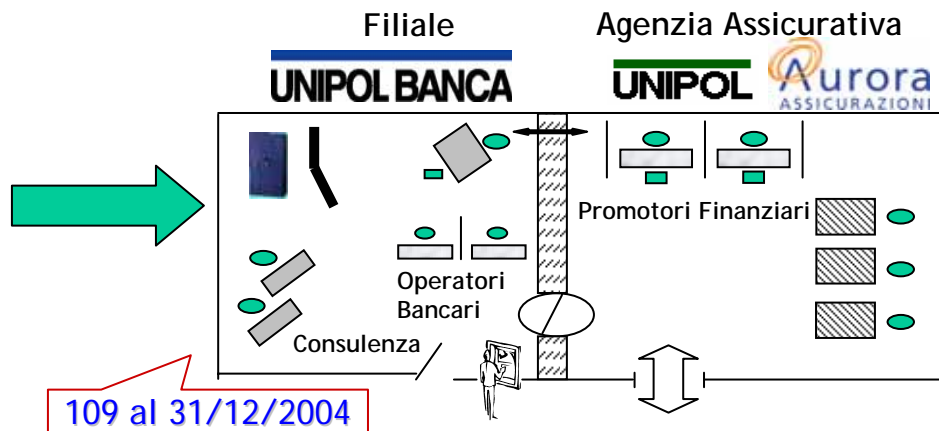 Filiale
Agenzia Assicurativa
UNIPOL BANCA
UNIPOL
Aurora
ASSICURAZIONI
Promotori Finanziari
Operatori
Bancari
Consulenza
109 al 31/12/2004